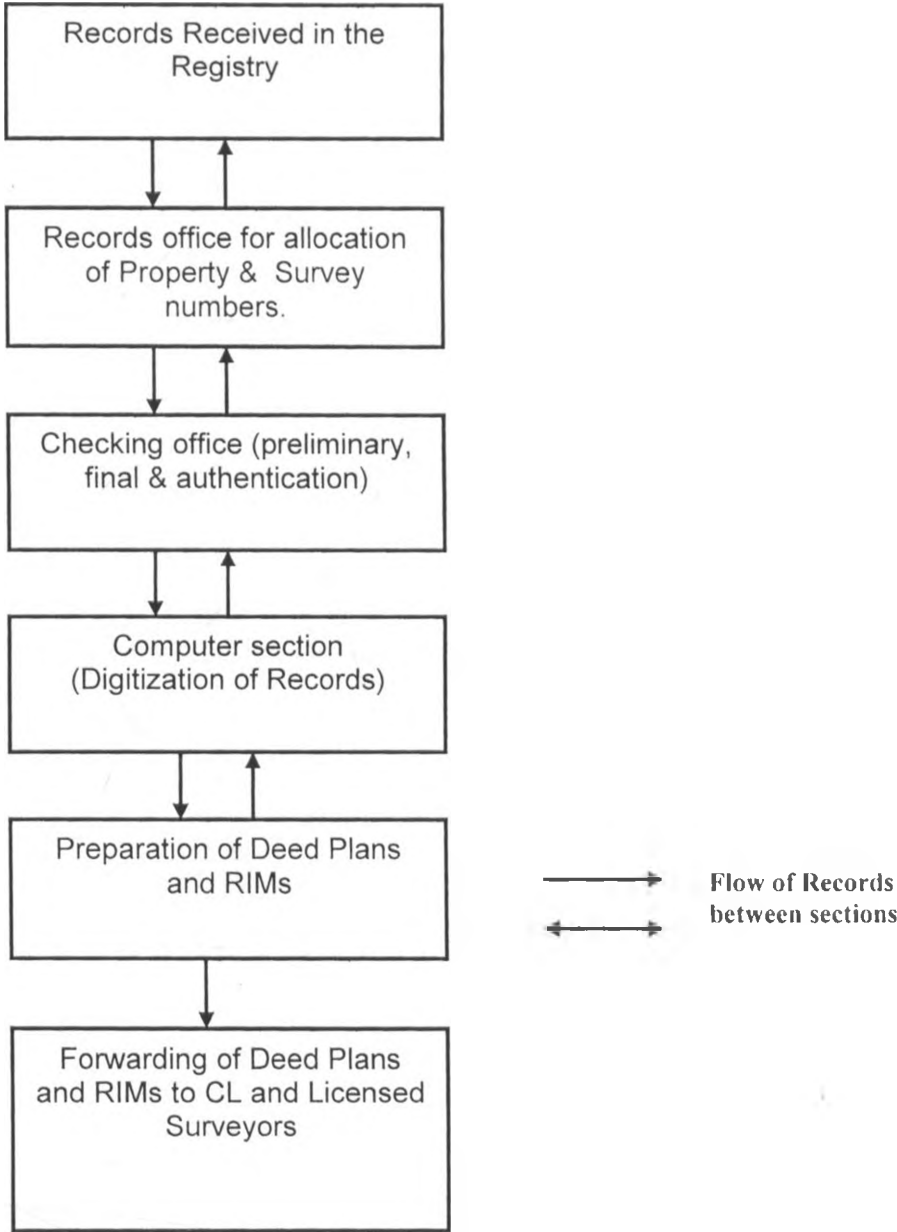 Records Received in the
Registry
Records office for allocation
of Property & Survey
numbers.
Checking office (preliminary,
final & authentication)
Computer section
(Digitization of Records)
Preparation of Deed Plans
and RIMs
Flow of Records
between sections
Forwarding of Deed Plans
and RIMs to CL and Licensed
Surveyors